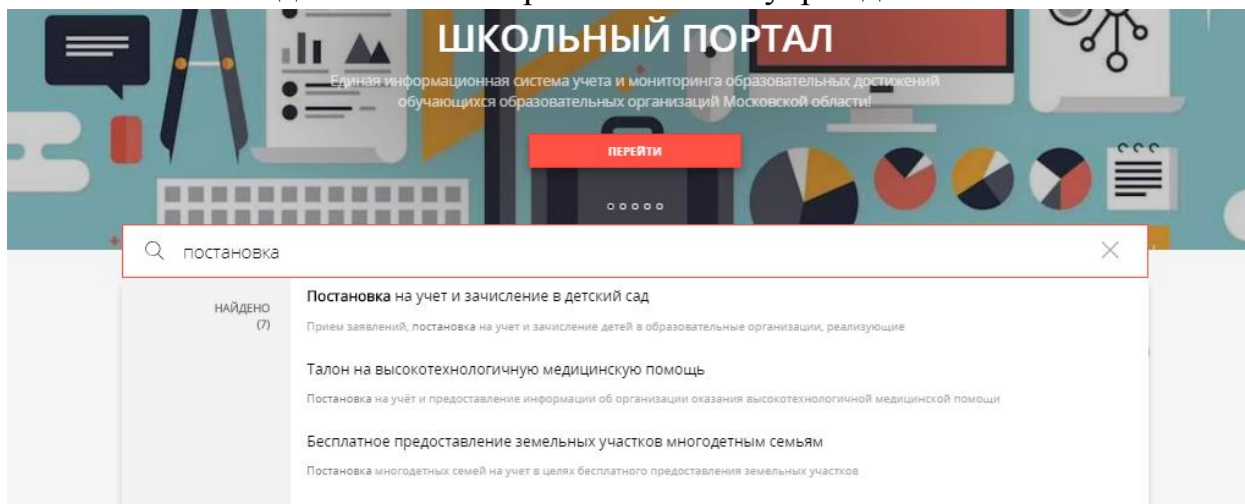 ШКОЛЬНЫЙ ПОРТАЛ
Единая информационная система учета и мониторинга образовательных достижений
обучающихся образовательных организаций Московской области!
ПЕРЕЙТИ
постановка
НАЙДЕНО
(7)
Постановка на учет и зачисление в детский сад
Прием заявлений, постановка на учет и зачисление детей в образовательные организации, реализующие
Талон на высокотехнологичную медицинскую помощь
Постановка на учёт и предоставление информации об организации оказания высокотехнологичной медицинской помощи
Бесплатное предоставление земельных участков многодетным семьям
Постановка многодетных семей на учет в целях бесплатного предоставления земельных участков